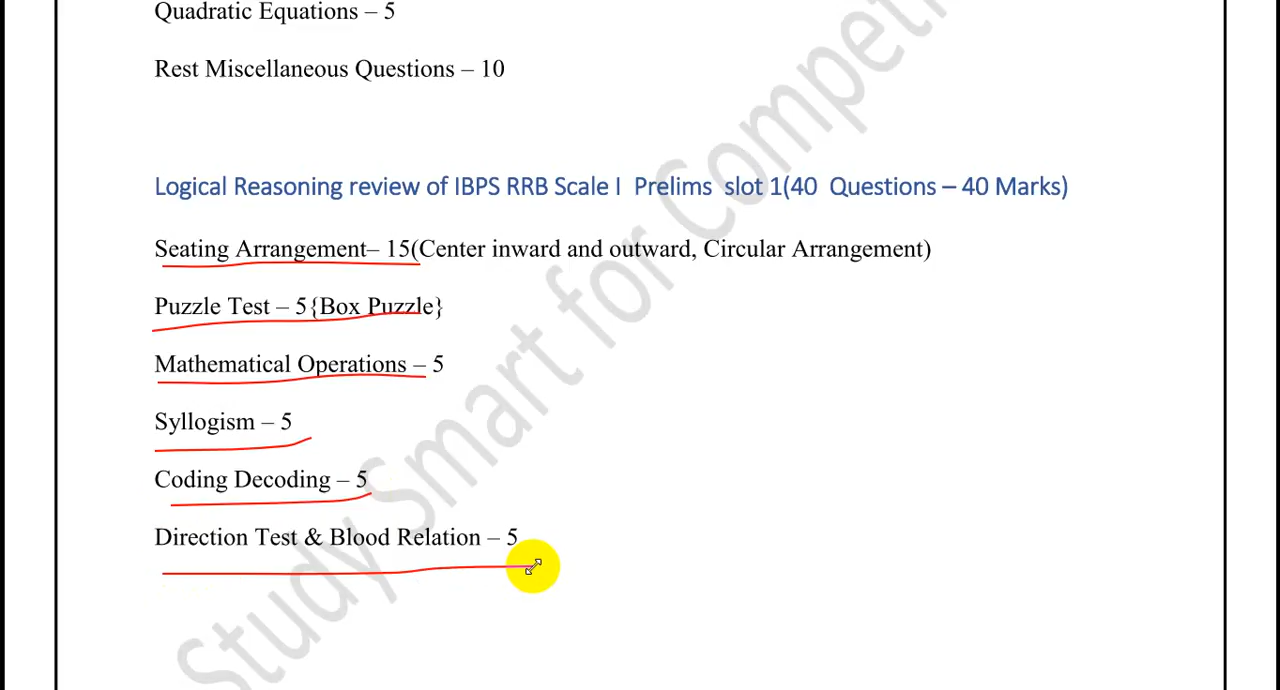 Quadratic Equations – 5
Rest Miscellaneous Questions – 10
Logical Reasoning review of IBPS RRB Scale I Prelims slot 1(40 Questions – 40 Marks)
Seating Arrangement– 15(Center inward and outward, Circular Arrangement)
Puzzle Test – 5{Box Puzzle}
Mathematical Operations – 5
Syllogism – 5
Coding Decoding – 5
Direction Test & Blood Relation – 5
Study Smart for Competi